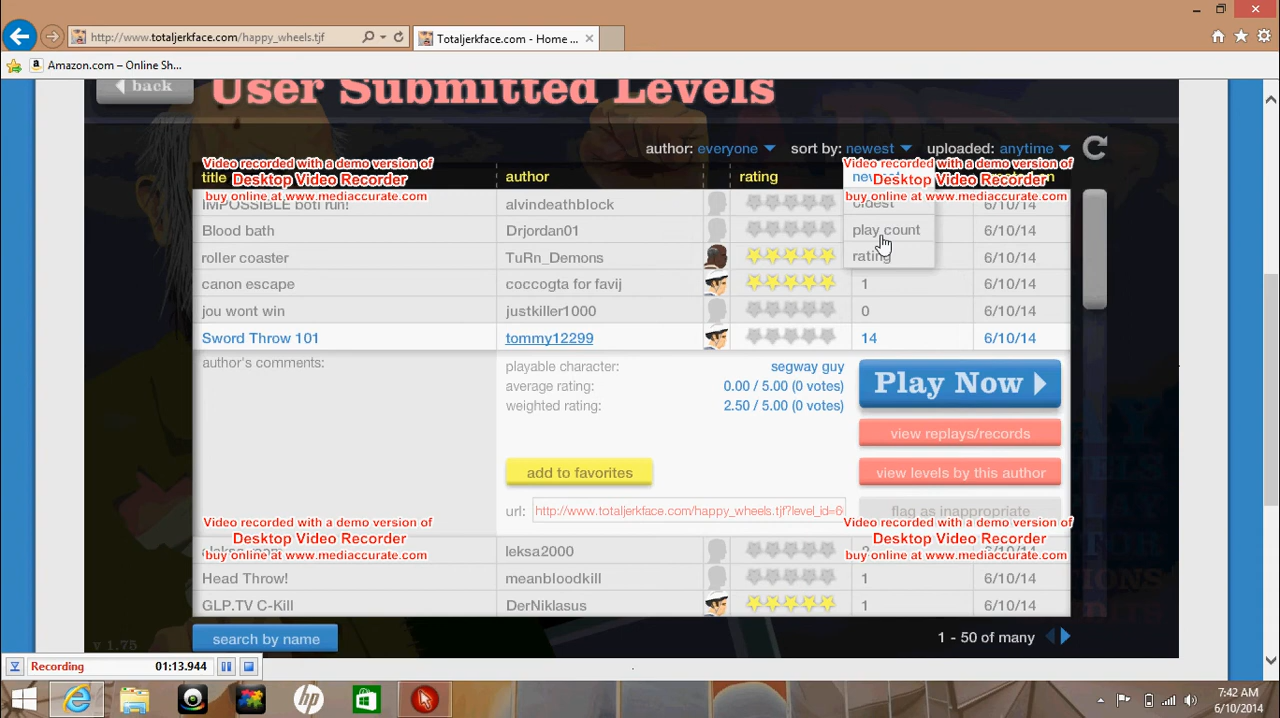 http://www.totaljerkface.com/happy_wheels.tjf
Totaljerkface.com - Home ...
Amazon.com – Online Sh...
back
User Submitted Levels
author: everyone
sort by: newest
uploaded: anytime
Video recorded with a demo version of
Desktop Video Recorder
buy online at www.mediaccurate.com
Video recorded with a demo version of
Desktop Video Recorder
buy online at www.mediaccurate.com
title
author
rating
newest
oldest
play count
rating
IMPOSSIBLE bottl run!
alvindeathblock
6/10/14
Blood bath
Drjordan01
6/10/14
roller coaster
TuRn_Demons
6/10/14
canon escape
coccogta for favij
1
6/10/14
jou wont win
justkiller1000
0
6/10/14
Sword Throw 101
tommy12299
14
6/10/14
author's comments:
playable character:
segway guy
average rating:
0.00 / 5.00 (0 votes)
weighted rating:
2.50 / 5.00 (0 votes)
Play Now
view replays/records
add to favorites
view levels by this author
url:
http://www.totaljerkface.com/happy_wheels.tjf?level_id=6
flag as inappropriate
Video recorded with a demo version of
Desktop Video Recorder
buy online at www.mediaccurate.com
Video recorded with a demo version of
Desktop Video Recorder
buy online at www.mediaccurate.com
leksa2000
Head Throw!
meanbloodkill
1
6/10/14
GLP.TV C-Kill
DerNiklasus
1
6/10/14
v 1.75
search by name
1 - 50 of many
Recording
01:13.944
hp
7:42 AM
6/10/2014